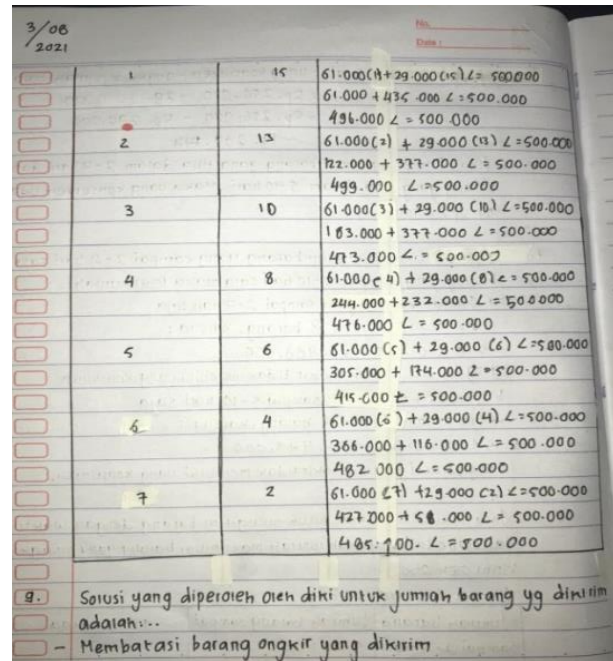 3/08
2021
No.
Date :
1 15 61.000(1)+29.000(15)∠= 500.000
61.000 + 435.000 ∠=500.000
496.000 ∠ = 500.000
2 13 61.000(2) + 29.000 (13) ∠=500.000
122.000 + 377.000 ∠ = 500.000
499.000 ∠=500.000
3 10 61.000(3) + 29.000 (10) ∠=500.000
183.000 + 377.000 ∠=500.000
473.000 ∠ = 500.000
4 8 61.000(4) + 29.000 (8) ∠ = 500.000
244.000 + 232.000 ∠ = 500.000
476.000 ∠ = 500.000
5 6 61.000 (5) + 29.000 (6) ∠=500.000
305.000 + 174.000 ∠ = 500.000
415.000 ∠ = 500.000
6 4 61.000 (6) + 29.000 (4) ∠=500.000
366.000 + 116.000 ∠ = 500.000
482.000 ∠ = 500.000
7 2 61.000 (7) +29.000 (2) ∠=500.000
427.000 + 58.000 ∠ = 500.000
485.100. ∠ = 500.000
g. Solusi yang diperoleh oleh diki untuk jumlah barang yg dikirim
adalah...
- Membatasi barang ongkir yang dikirim